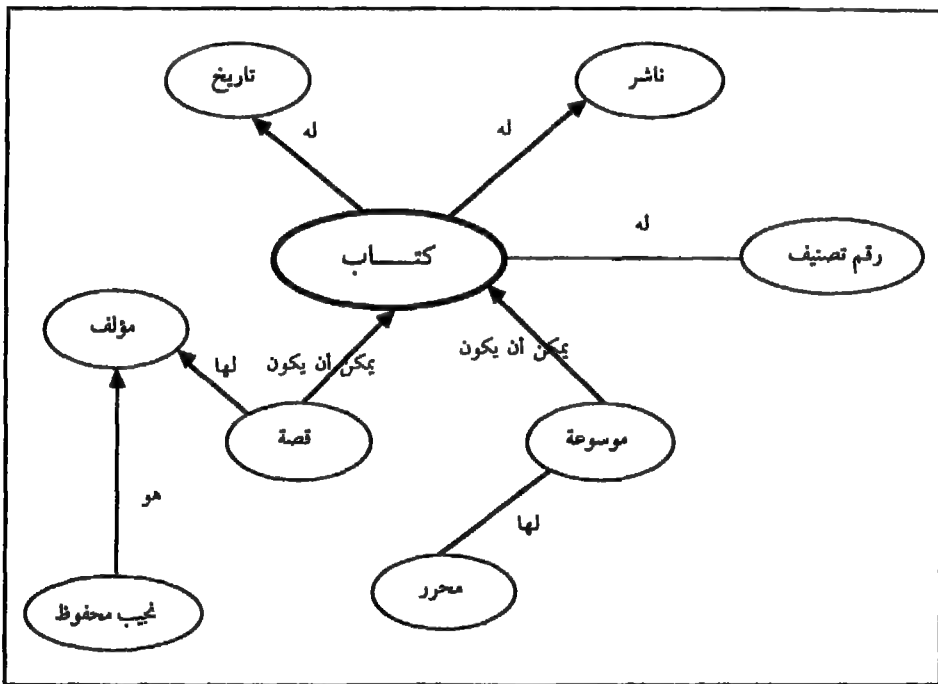 ناشر
تاريخ
له
له
له
كتـــــاب
رقم تصنيف
مؤلف
يمكن أن يكون
يمكن أن يكون
لها
قصة
موسوعة
هو
لها
محرر
نجيب محفوظ